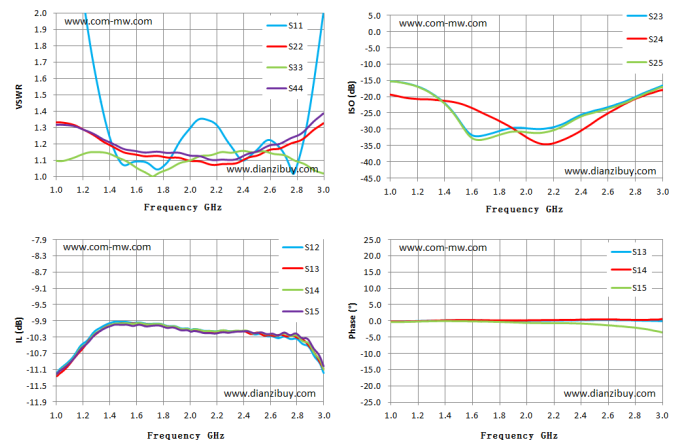 www.com-mw.com
S11
S22
S33
S44
2.0
1.9
1.8
1.7
1.6
1.5
1.4
1.3
1.2
1.1
1.0
VSWR
www.dianzibuy.com
1.0 1.2 1.4 1.6 1.8 2.0 2.2 2.4 2.6 2.8 3.0
Frequency GHz
www.com-mw.com
S23
S24
S25
5.0
0.0
-5.0
-10.0
-15.0
-20.0
-25.0
-30.0
-35.0
-40.0
-45.0
ISO (dB)
www.dianzibuy.com
1.0 1.2 1.4 1.6 1.8 2.0 2.2 2.4 2.6 2.8 3.0
Frequency GHz
www.com-mw.com
S12
S13
S14
S15
-7.9
-8.3
-8.7
-9.1
-9.5
-9.9
-10.3
-10.7
-11.1
-11.5
-11.9
IL (dB)
www.dianzibuy.com
1.0 1.2 1.4 1.6 1.8 2.0 2.2 2.4 2.6 2.8 3.0
Frequency GHz
www.com-mw.com
S13
S14
S15
25.0
20.0
15.0
10.0
5.0
0.0
-5.0
-10.0
-15.0
-20.0
-25.0
Phase (°)
www.dianzibuy.com
1.0 1.2 1.4 1.6 1.8 2.0 2.2 2.4 2.6 2.8 3.0
Frequency GHz